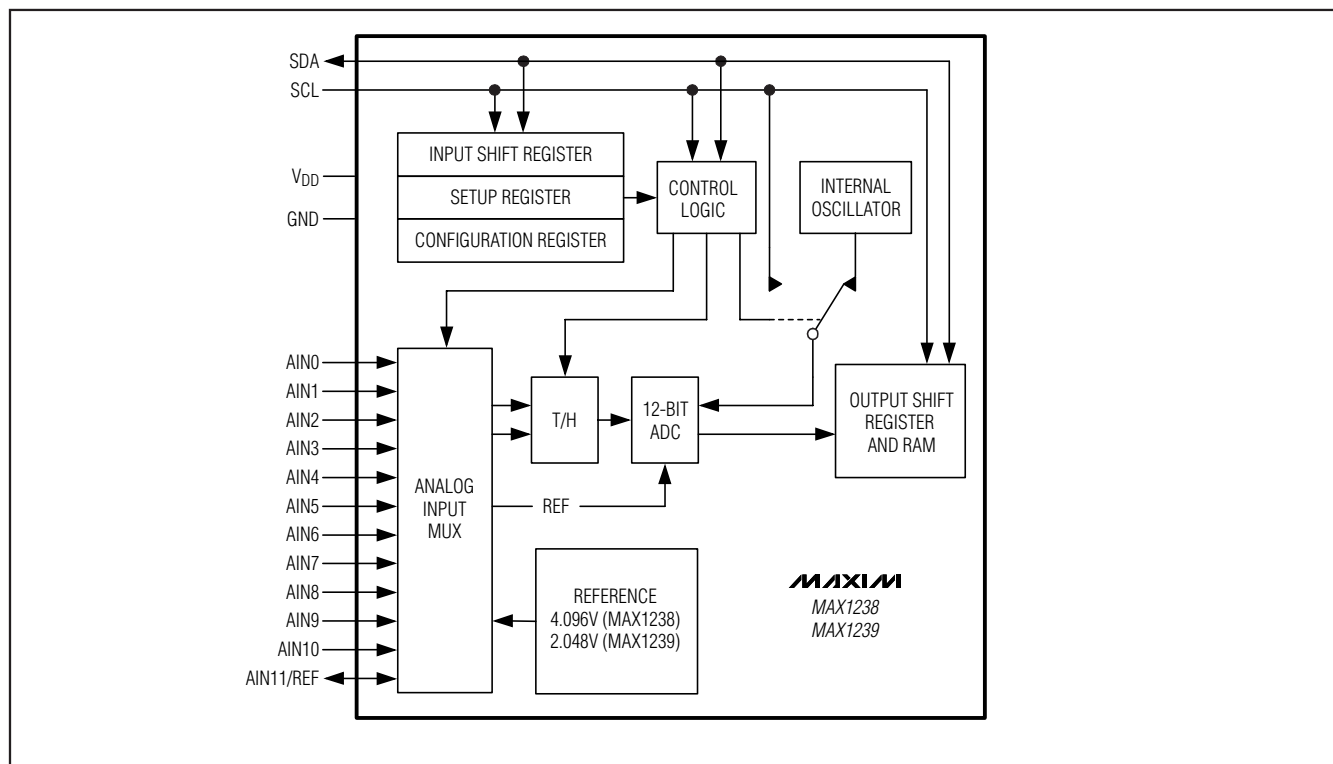 SDA
SCL
V_DD
GND
INPUT SHIFT REGISTER
SETUP REGISTER
CONFIGURATION REGISTER
CONTROL
LOGIC
INTERNAL
OSCILLATOR
AIN0
AIN1
AIN2
AIN3
AIN4
AIN5
AIN6
AIN7
AIN8
AIN9
AIN10
AIN11/REF
ANALOG
INPUT
MUX
T/H
12-BIT
ADC
REF
OUTPUT SHIFT
REGISTER
AND RAM
REFERENCE
4.096V (MAX1238)
2.048V (MAX1239)
MAXIM
MAX1238
MAX1239